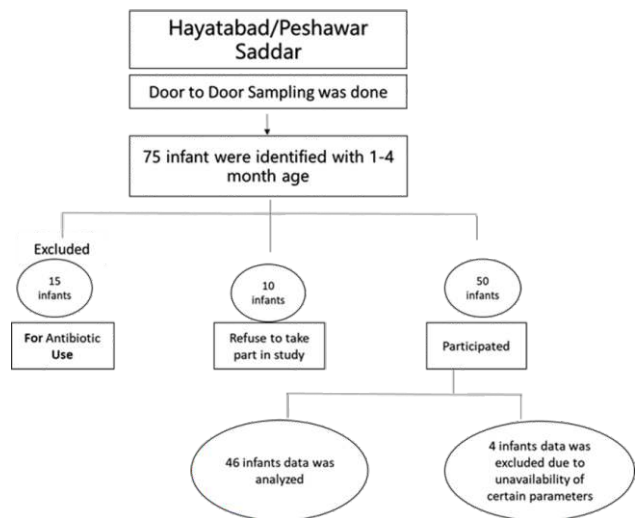 Hayatabad/Peshawar
Saddar
Door to Door Sampling was done
75 infant were identified with 1-4
month age
Excluded
15
infants
10
infants
50
infants
For Antibiotic
Use
Refuse to take
part in study
Participated
46 infants data was
analyzed
4 infants data was
excluded due to
unavailability of
certain parameters